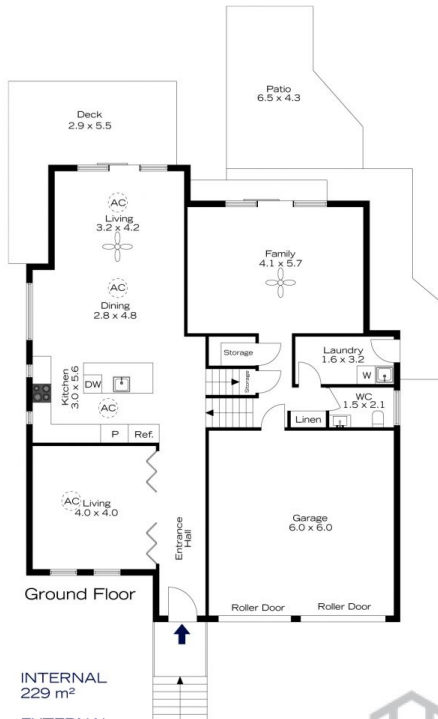 Patio
6.5 x 4.3
Deck
2.9 x 5.5
AC
Living
3.2 x 4.2
Family
4.1 x 5.7
AC
Dining
2.8 x 4.8
Storage
Laundry
1.6 x 3.2
W
Storage
Kitchen
3.0 x 5.6
DW
AC
WC
1.5 x 2.1
Linen
P
Ref.
AC
Living
4.0 x 4.0
Entrance
Hall
Garage
6.0 x 6.0
Roller Door
Roller Door
Ground Floor
INTERNAL
229 m²